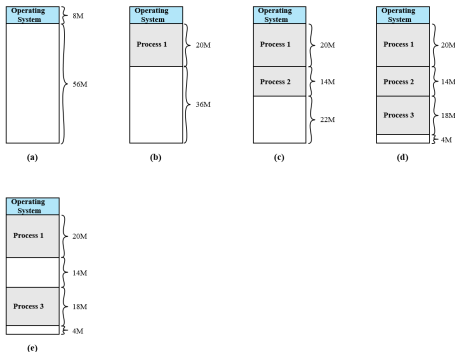 Operating
System
8M
56M
(a)
Operating
System
Process 1
20M
36M
(b)
Operating
System
Process 1
20M
Process 2
14M
22M
(c)
Operating
System
Process 1
20M
Process 2
14M
Process 3
18M
4M
(d)
Operating
System
Process 1
20M
14M
Process 3
18M
4M
(e)